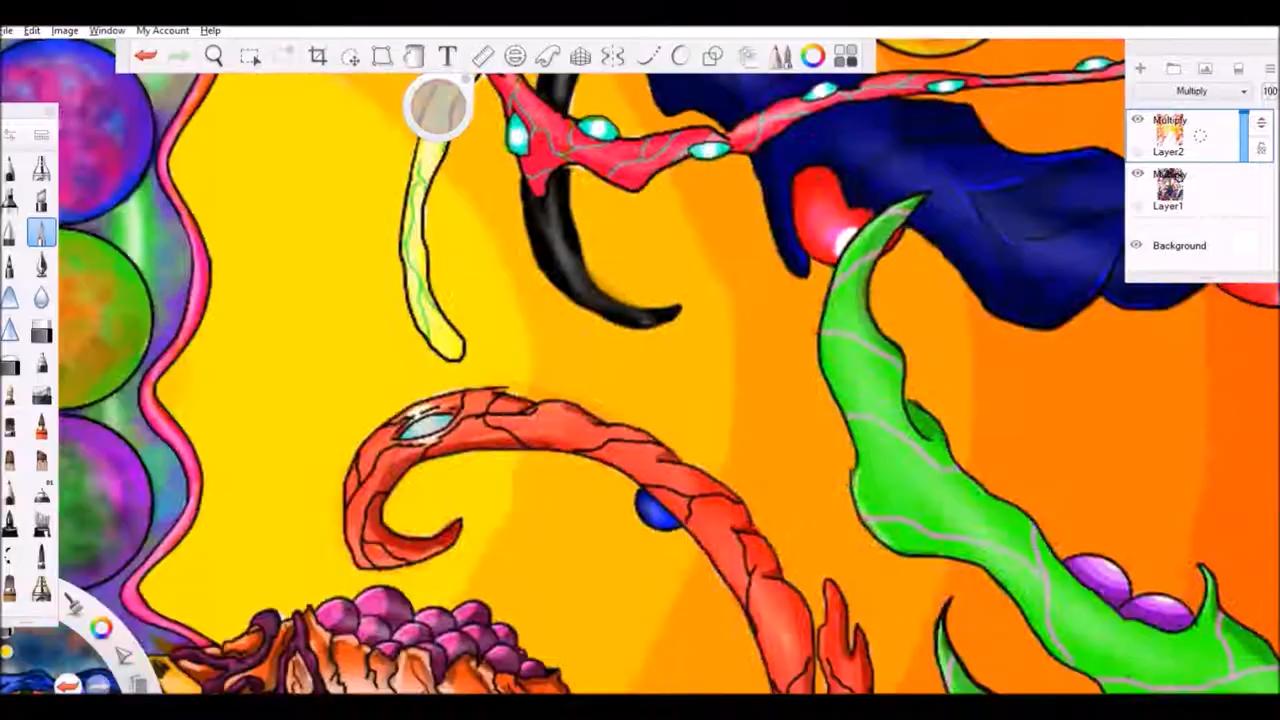 File Edit Image Window My Account Help
T
Multiply 100
Multiply
Layer2
Multiply
Layer1
Background